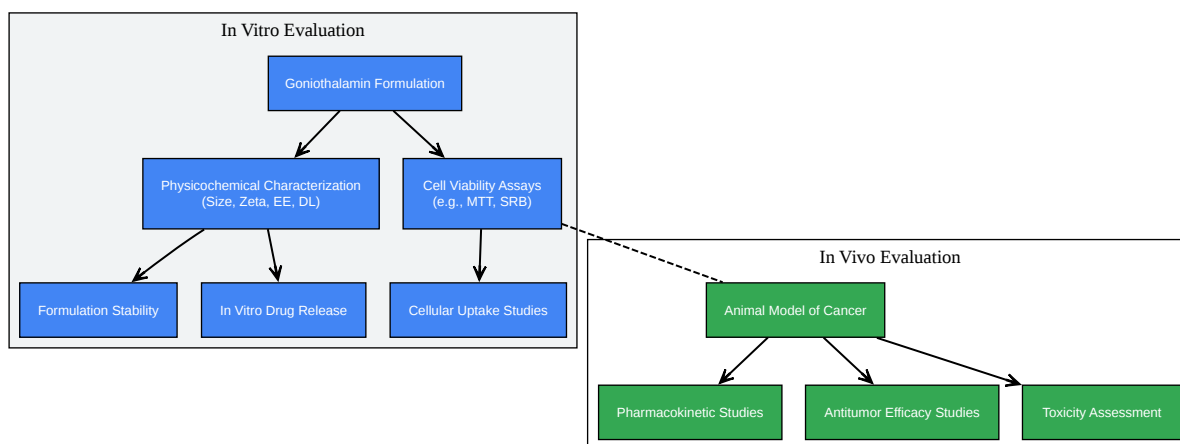 In Vitro Evaluation
Goniothalamin Formulation
Physicochemical Characterization
(Size, Zeta, EE, DL)
Cell Viability Assays
(e.g., MTT, SRB)
Formulation Stability
In Vitro Drug Release
Cellular Uptake Studies
In Vivo Evaluation
Animal Model of Cancer
Pharmacokinetic Studies
Antitumor Efficacy Studies
Toxicity Assessment